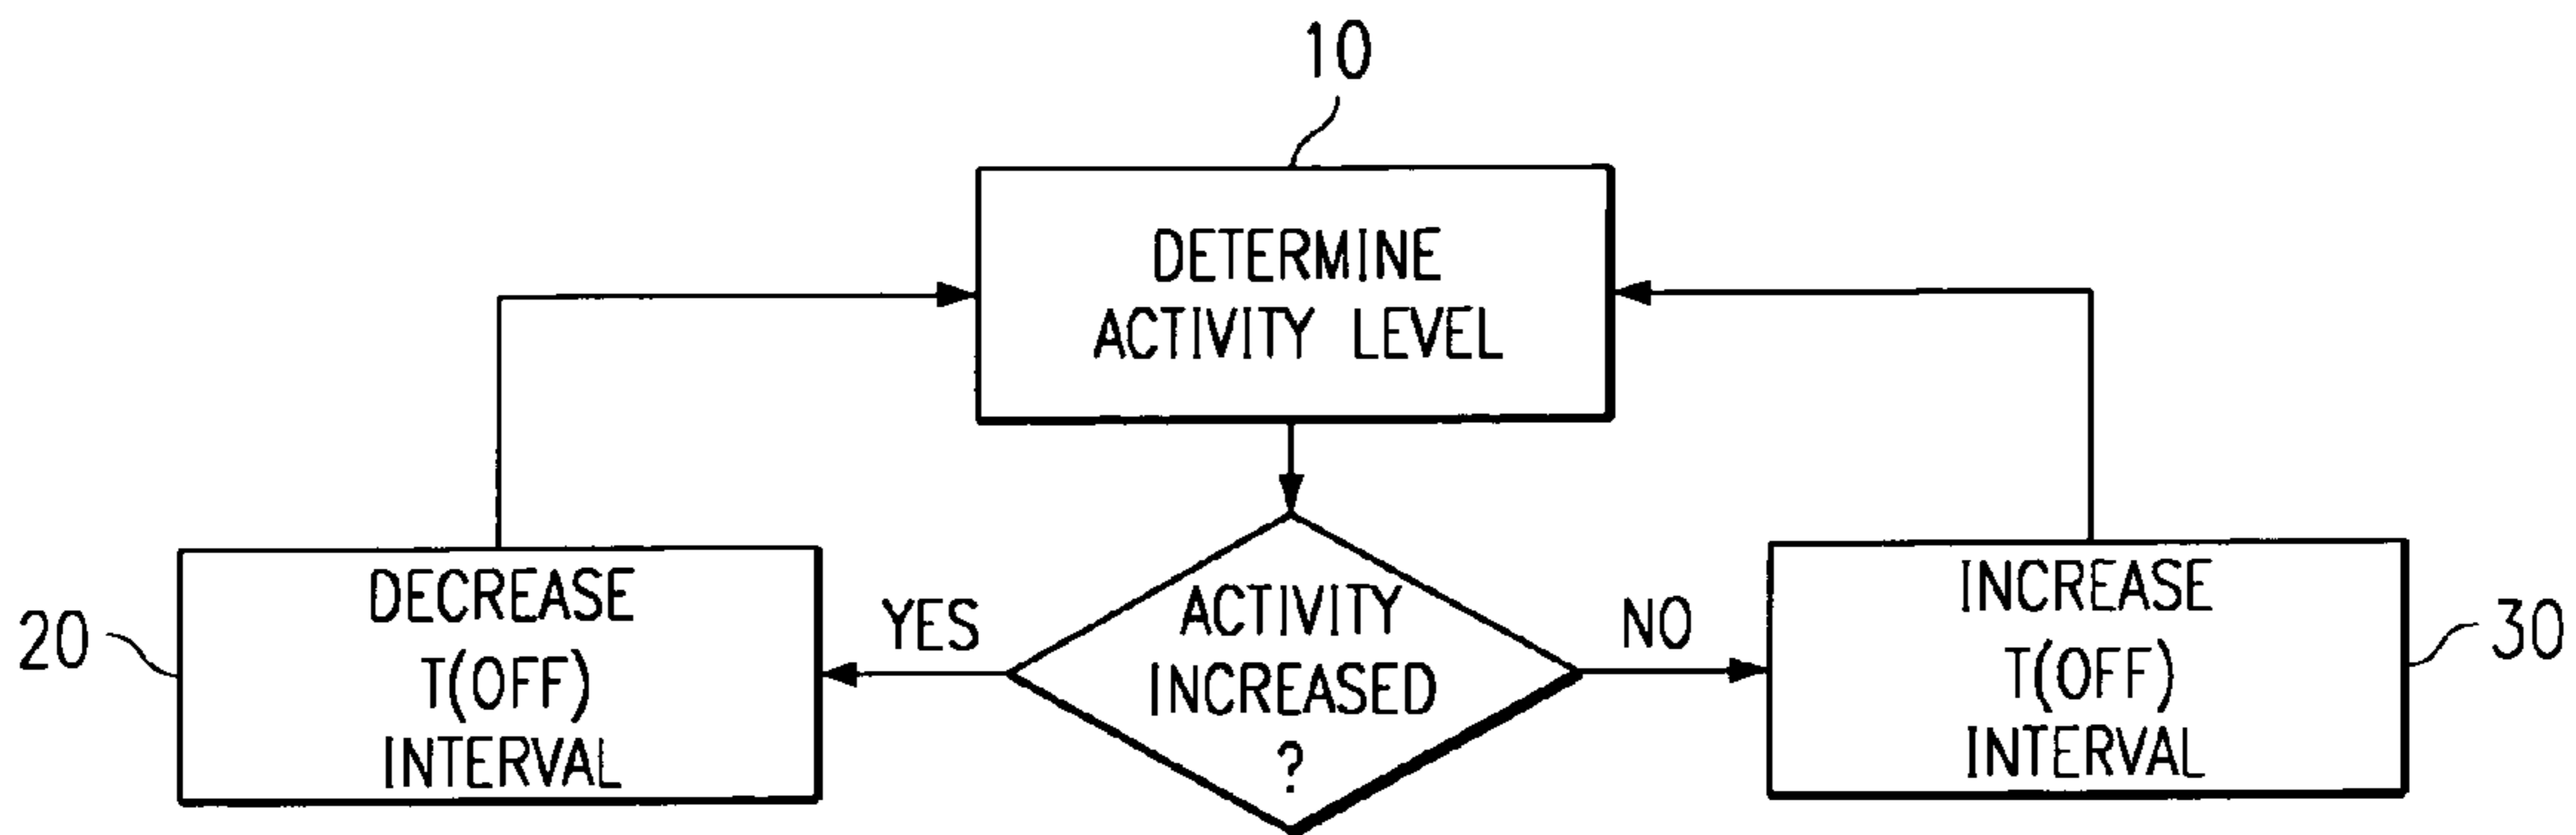 10
DETERMINE
ACTIVITY LEVEL
20
DECREASE
T(OFF)
INTERVAL
YES
ACTIVITY
INCREASED
?
NO
INCREASE
T(OFF)
INTERVAL
30